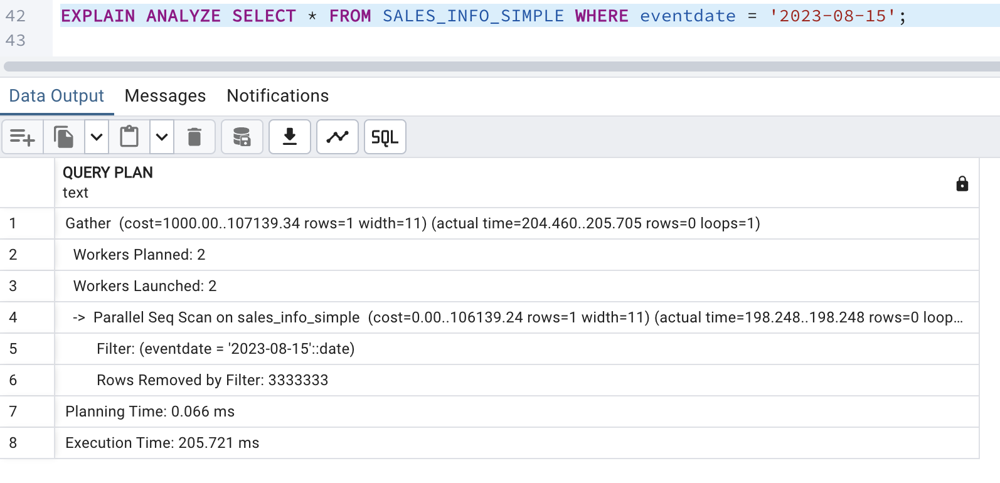 42 EXPLAIN ANALYZE SELECT * FROM SALES_INFO_SIMPLE WHERE eventdate = '2023-08-15';
43
Data Output Messages Notifications
SQL
QUERY PLAN
text
1 Gather (cost=1000.00..107139.34 rows=1 width=11) (actual time=204.460..205.705 rows=0 loops=1)
2 Workers Planned: 2
3 Workers Launched: 2
4 -> Parallel Seq Scan on sales_info_simple (cost=0.00..106139.24 rows=1 width=11) (actual time=198.248..198.248 rows=0 loop...
5 Filter: (eventdate = '2023-08-15'::date)
6 Rows Removed by Filter: 3333333
7 Planning Time: 0.066 ms
8 Execution Time: 205.721 ms